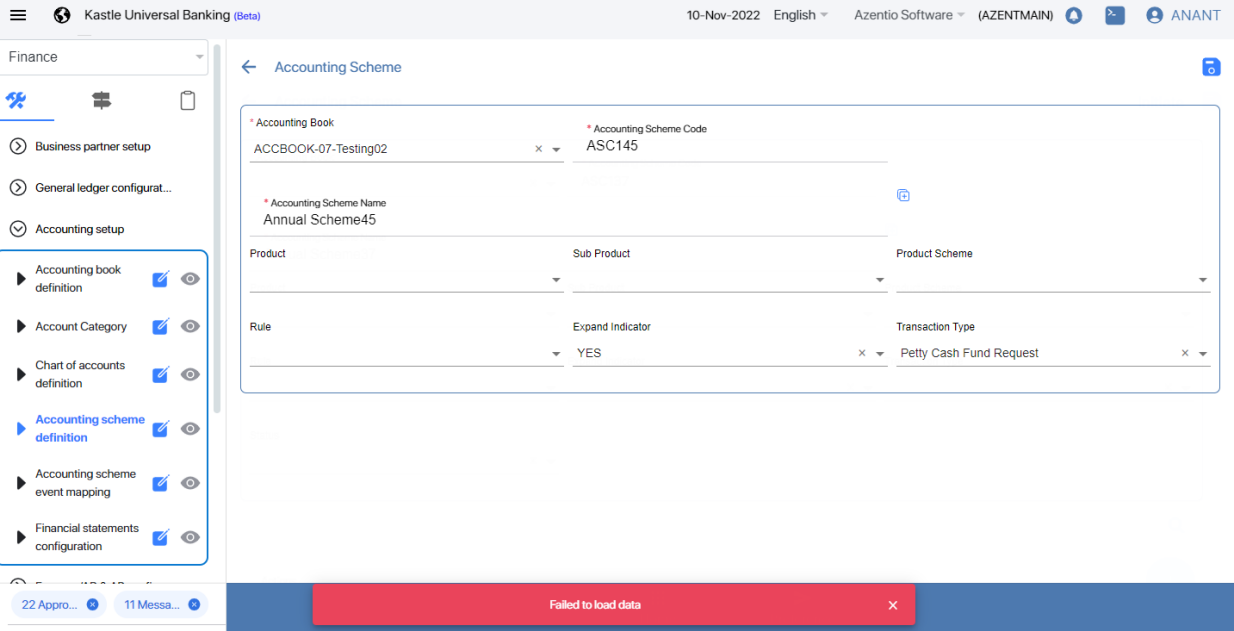 Kastle Universal Banking (Beta)
10-Nov-2022 English Azentio Software (AZENTMAIN) ANANT
Finance
Business partner setup
General ledger configurat...
Accounting setup
Accounting book
definition
Account Category
Chart of accounts
definition
Accounting scheme
definition
Accounting scheme
event mapping
Financial statements
configuration
22 Appro...
11 Messa...
Accounting Scheme
* Accounting Book
ACCBOOK-07-Testing02
* Accounting Scheme Code
ASC145
* Accounting Scheme Name
Annual Scheme45
Product
Sub Product
Product Scheme
Rule
Expand Indicator
YES
Transaction Type
Petty Cash Fund Request
Failed to load data